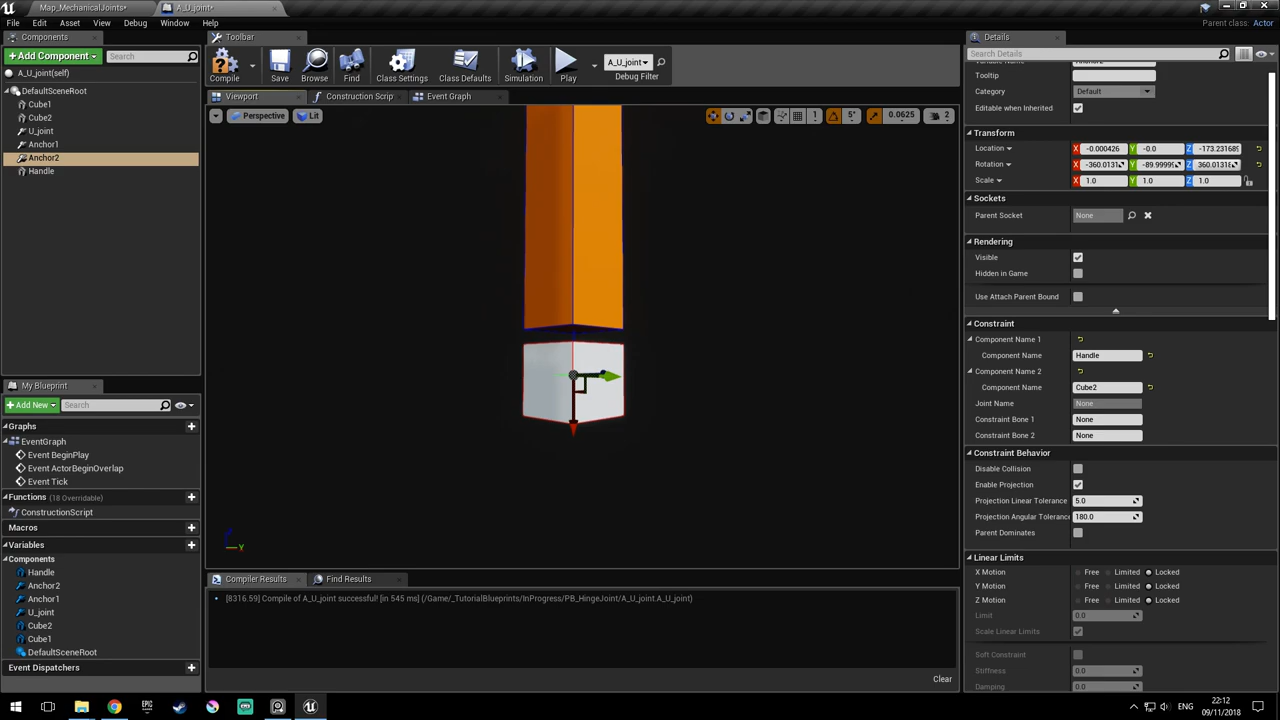 Map_MechanicalJoints*
A_U_joint*
File Edit Asset View Debug Window Help
Parent class: Actor
Components
Toolbar
Details
+Add Component
Search
A_U_joint(self)
DefaultSceneRoot
Cube1
Cube2
U_joint
Anchor1
Anchor2
Handle
Compile
Save
Browse
Find
Class Settings
Class Defaults
Simulation
Play
A_U_joint
Debug Filter
Viewport
Construction Scrip
Event Graph
Perspective
Lit
1
5°
0.0625
2
Search Details
Tooltip
Category Default
Editable when Inherited
Transform
Location X -0.000426 Y -0.0 Z -173.231689
Rotation X Y Z
Scale X 1.0 Y 1.0 Z 1.0
Sockets
Parent Socket None
Rendering
Visible
Hidden in Game
Use Attach Parent Bound
Constraint
Component Name 1
Component Name Handle
Component Name 2
Component Name Cube2
Joint Name None
Constraint Bone 1 None
Constraint Bone 2 None
Constraint Behavior
Disable Collision
Enable Projection
Projection Linear Tolerance 5.0
Projection Angular Tolerance 180.0
Parent Dominates
Linear Limits
X Motion Free Limited Locked
Y Motion Free Limited Locked
Z Motion Free Limited Locked
Limit 0.0
Scale Linear Limits
Soft Constraint
Stiffness 0.0
Damping 0.0
My Blueprint
+Add New
Search
Graphs
EventGraph
Event BeginPlay
Event ActorBeginOverlap
Event Tick
Functions (18 Overridable)
ConstructionScript
Macros
Variables
Components
Handle
Anchor2
Anchor1
U_joint
Cube2
Cube1
DefaultSceneRoot
Event Dispatchers
Y
Compiler Results
Find Results
[8316.59] Compile of A_U_joint successful! [in 545 ms] (/Game/_TutorialBlueprints/InProgress/PB_HingeJoint/A_U_joint.A_U_joint)
Clear
ENG
22:12
09/11/2018